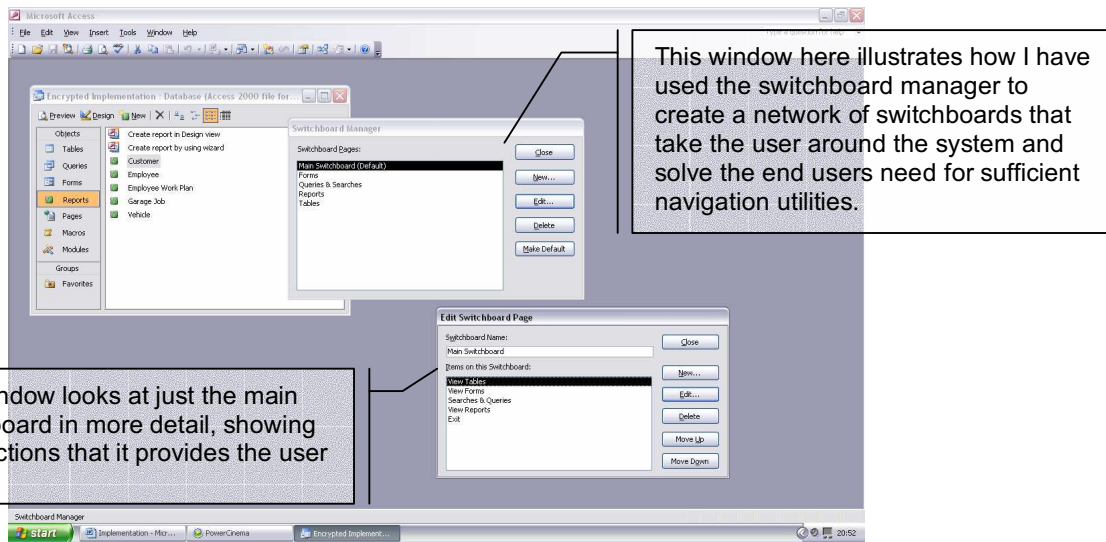 Microsoft Access
File Edit View Insert Tools Window Help
Type a question for help
This window here illustrates how I have
used the switchboard manager to
create a network of switchboards that
take the user around the system and
solve the end users need for sufficient
navigation utilities.
Encrypted Implementation : Database (Access 2000 file for...
Preview Design New
Objects
Tables
Queries
Forms
Reports
Pages
Macros
Modules
Groups
Favorites
Create report in Design view
Create report by using wizard
Customer
Employee
Employee Work Plan
Garage Job
Vehicle
Switchboard Manager
Switchboard Pages:
Main Switchboard (Default)
Forms
Queries & Searches
Reports
Tables
Close
New...
Edit...
Delete
Make Default
Edit Switchboard Page
Switchboard Name:
Main Switchboard
Items on this Switchboard:
View Tables
View Forms
Searches & Queries
View Reports
Exit
Close
New...
Edit...
Delete
Move Up
Move Down
ndow looks at just the main
oard in more detail, showing
ctions that it provides the user
Switchboard Manager
start Implementation - Micr... PowerCinema Encrypted Implement... 20:52